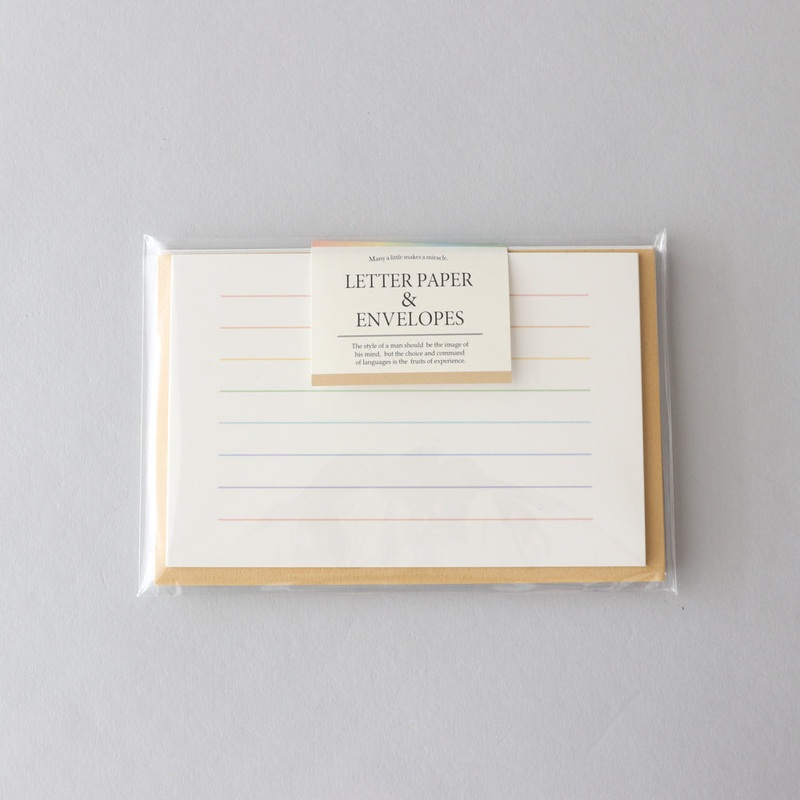 Many a little makes a miracle.
LETTER PAPER
&
ENVELOPES
The style of a man should be the image of
his mind, but the choice and command
of languages is the fruits of experience.